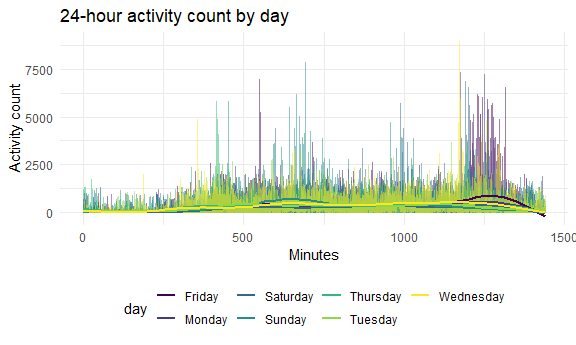 24-hour activity count by day
Activity count
7500
5000
2500
0
0 500 1000 1500
Minutes
day
Friday Saturday Thursday Wednesday
Monday Sunday Tuesday